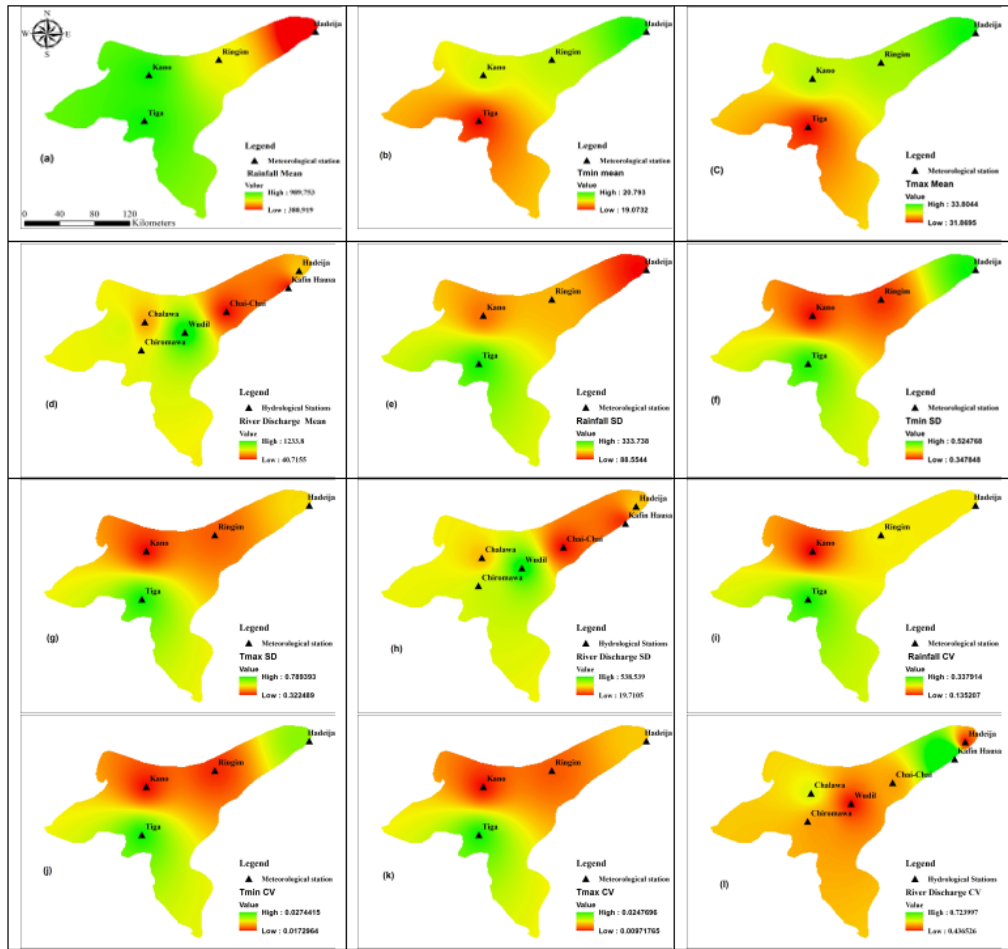 N
W E
S
Hadeija
Ringim
Kano
Tiga
(a)
Legend
Meteorological station
Rainfall Mean
Value
High : 989.753
Low : 380.919
0 40 80 120
Kilometers
Hadeija
Ringim
Kano
Tiga
(b)
Legend
Meteorological station
Tmin mean
Value
High : 20.793
Low : 19.0732
Hadeija
Ringim
Kano
Tiga
(C)
Legend
Meteorological station
Tmax Mean
Value
High : 33.8044
Low : 31.8695
Hadeija
Kafin Hausa
Chai-Chai
Chalawa
Wudil
Chiromawa
(d)
Legend
Hydrological Stations
River Discharge Mean
Value
High : 1233.8
Low : 40.7155
Hadeija
Ringim
Kano
Tiga
(e)
Legend
Meteorological station
Rainfall SD
Value
High : 333.738
Low : 88.5544
Hadeija
Ringim
Kano
Tiga
(f)
Legend
Meteorological station
Tmin SD
Value
High : 0.524768
Low : 0.347848
Hadeija
Ringim
Kano
Tiga
(g)
Legend
Meteorological station
Tmax SD
Value
High : 0.789393
Low : 0.322489
Hadeija
Kafin Hausa
Chai-Chai
Chalawa
Wudil
Chiromawa
(h)
Legend
Hydrological Stations
River Discharge SD
Value
High : 538.539
Low : 19.7105
Hadeija
Ringim
Kano
Tiga
(i)
Legend
Meteorological station
Rainfall CV
Value
High : 0.337914
Low : 0.135207
Hadeija
Ringim
Kano
Tiga
(j)
Legend
Meteorological station
Tmin CV
Value
High : 0.0274415
Low : 0.0172964
Hadeija
Ringim
Kano
Tiga
(k)
Legend
Meteorological station
Tmax CV
Value
High : 0.0247696
Low : 0.00971765
Hadeija
Kafin Hausa
Chai-Chai
Chalawa
Wudil
Chiromawa
(l)
Legend
Hydrological Stations
River Discharge CV
Value
High : 0.723997
Low : 0.436526